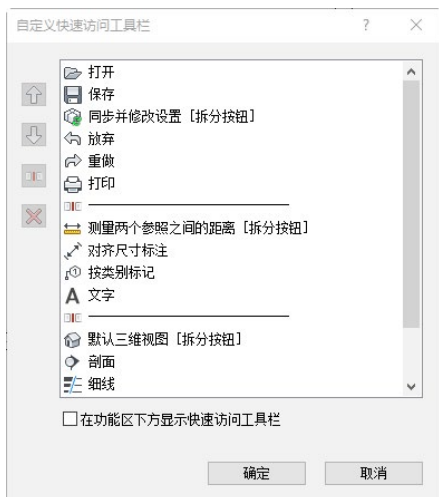 自定义快速访问工具栏
打开
保存
同步并修改设置 [拆分按钮]
放弃
重做
打印
测量两个参照之间的距离 [拆分按钮]
对齐尺寸标注
按类别标记
A 文字
默认三维视图 [拆分按钮]
剖面
细线
在功能区下方显示快速访问工具栏
确定 取消